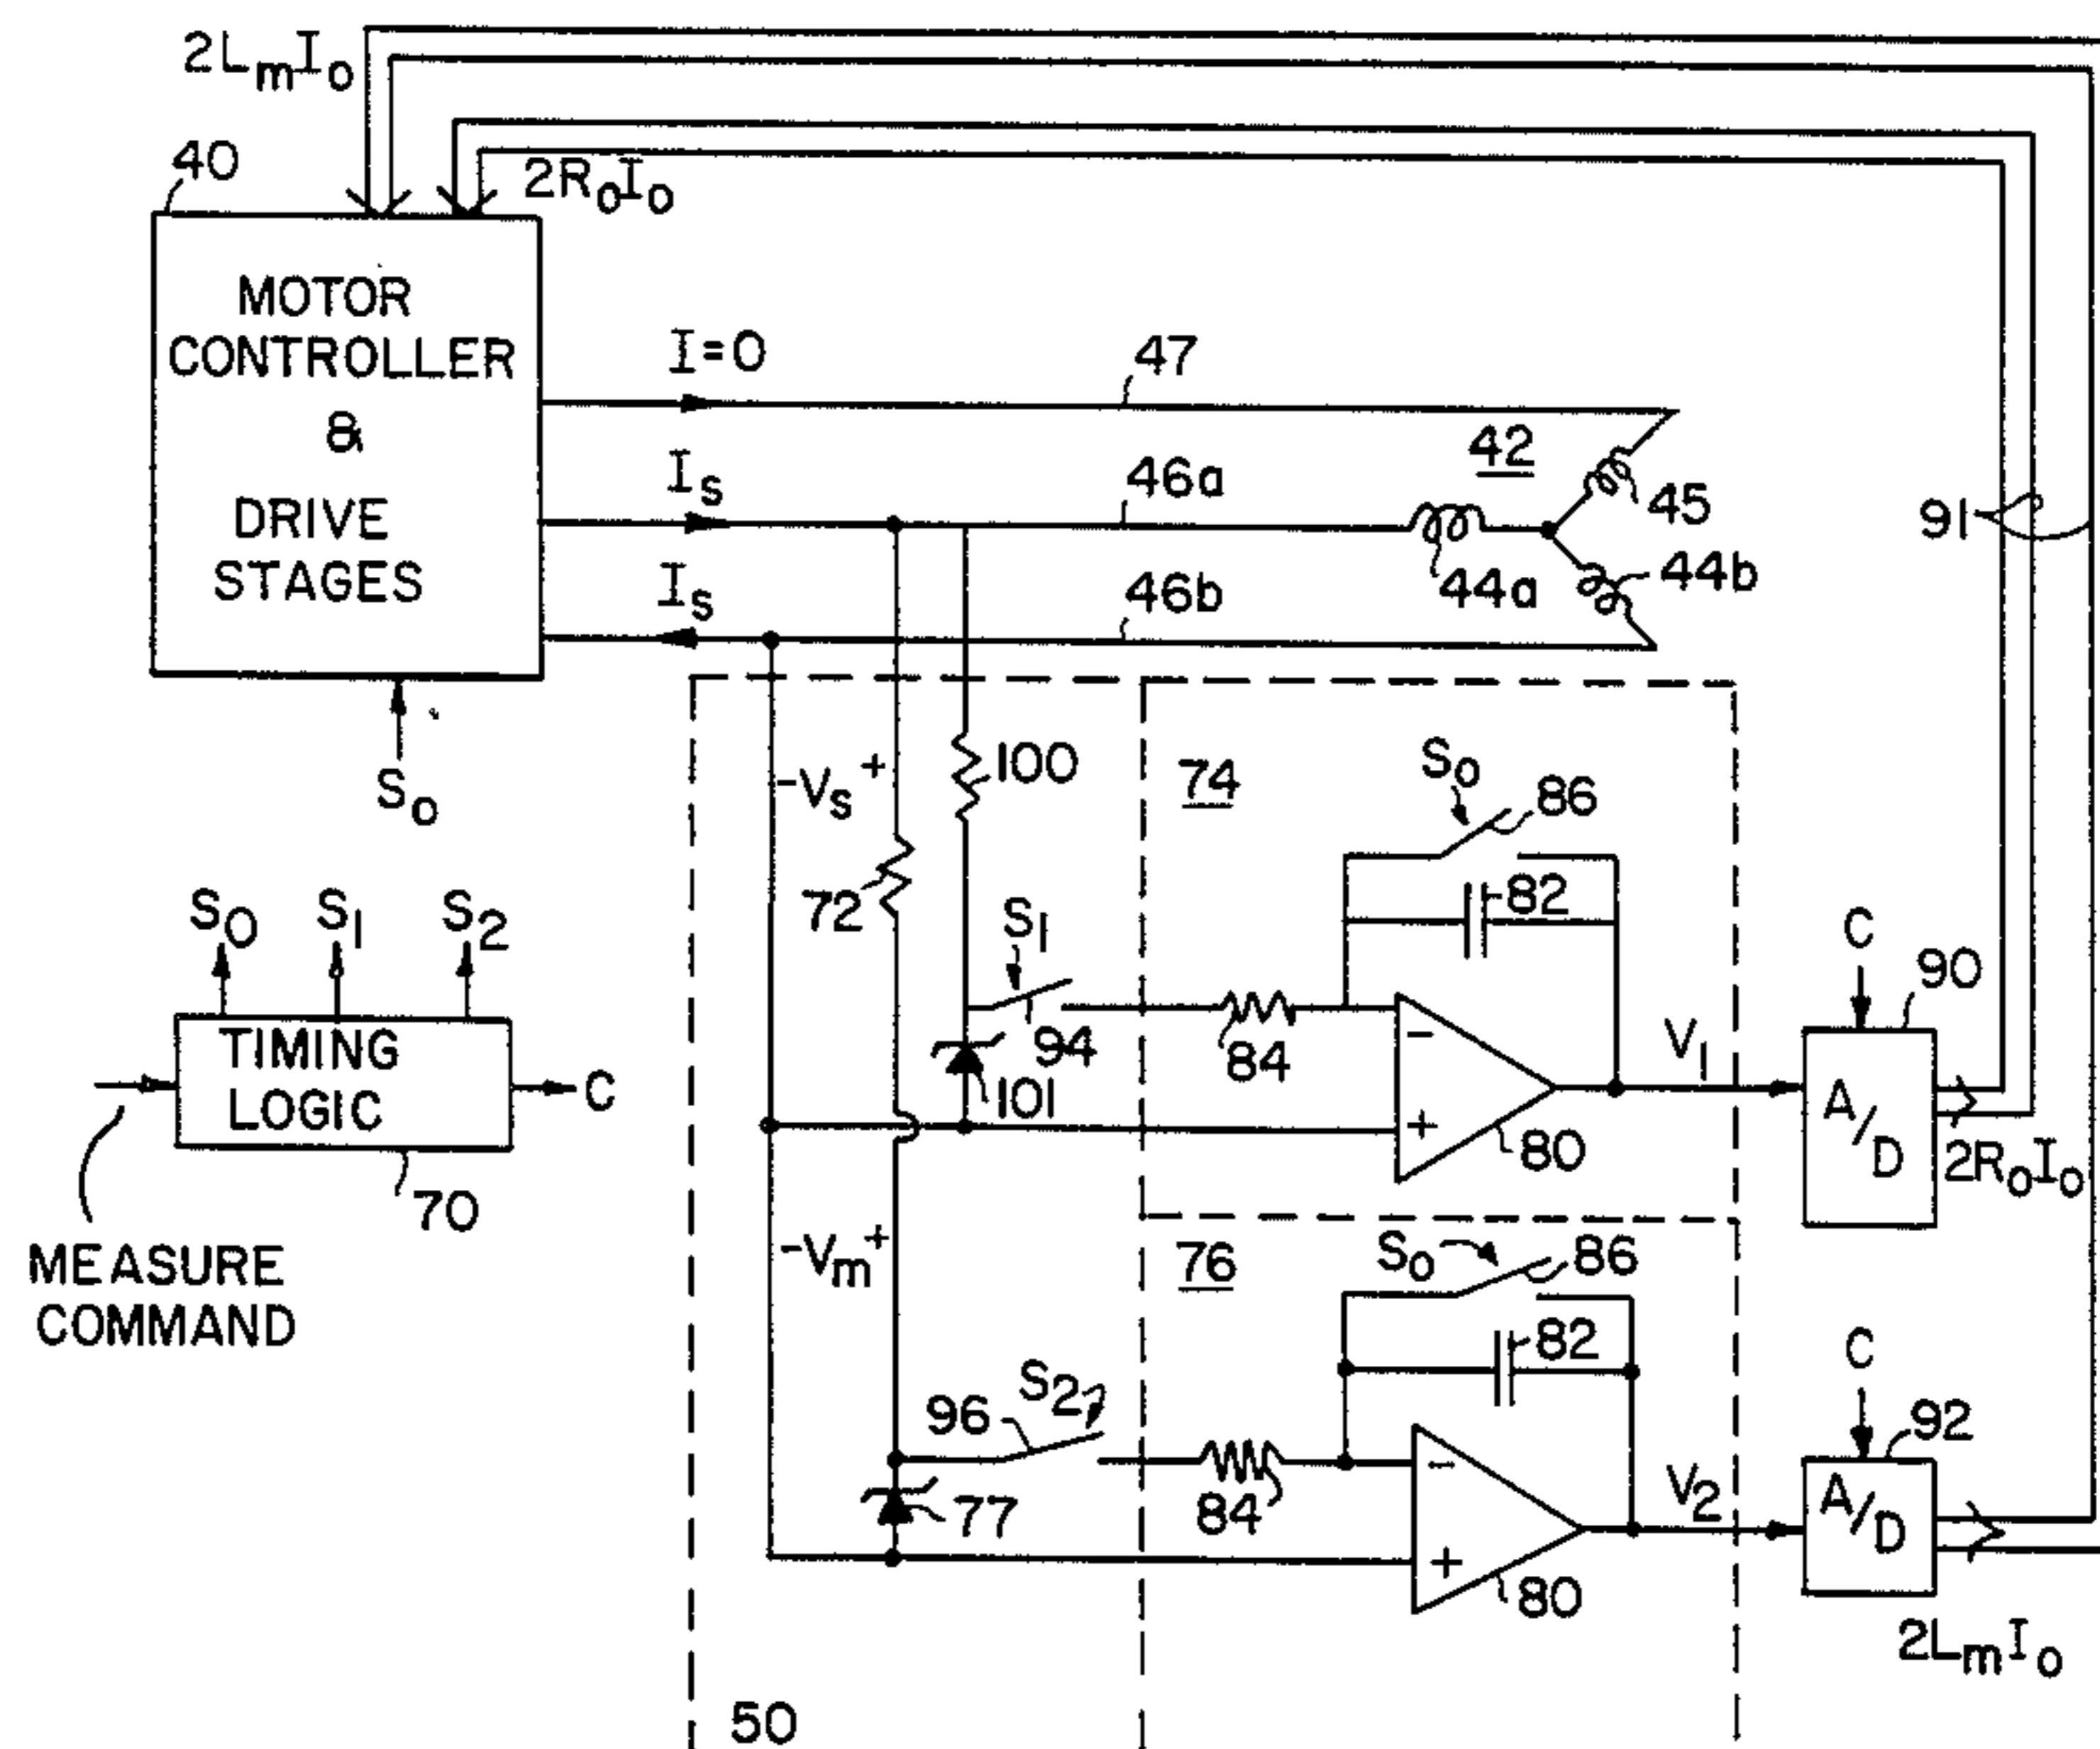 2LmIo
40
2RoIo
MOTOR
CONTROLLER
&
DRIVE
STAGES
I=0
47
Is
46a
42
45
91
Is
46b
44a
44b
So
-Vs +
100
74
So
86
72
82
S0 S1 S2
S1
C
90
TIMING
LOGIC
C
94
84
V1
A/D
101
80
2RoIo
70
MEASURE
COMMAND
-Vm+
76
So
86
82
C
96
S2
92
77
84
V2
A/D
80
2LmIo
50